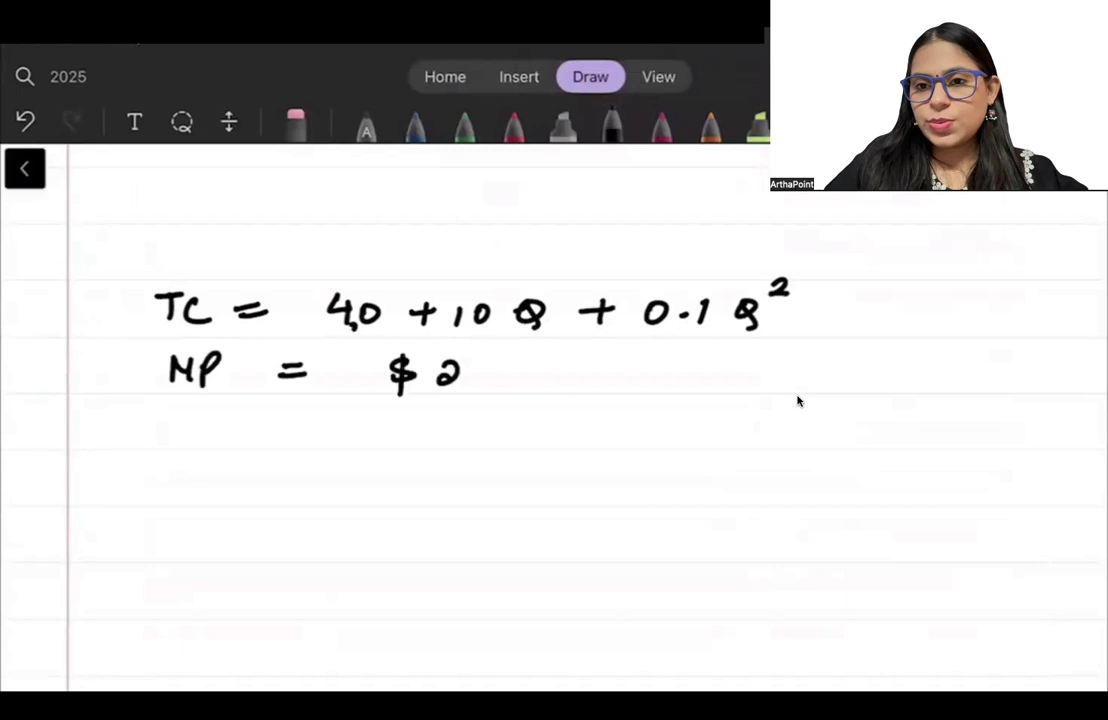 2025
Home Insert Draw View
T
A
ArthaPoint
TC = 40 + 10 Q + 0.1 Q²
MP = $ 2